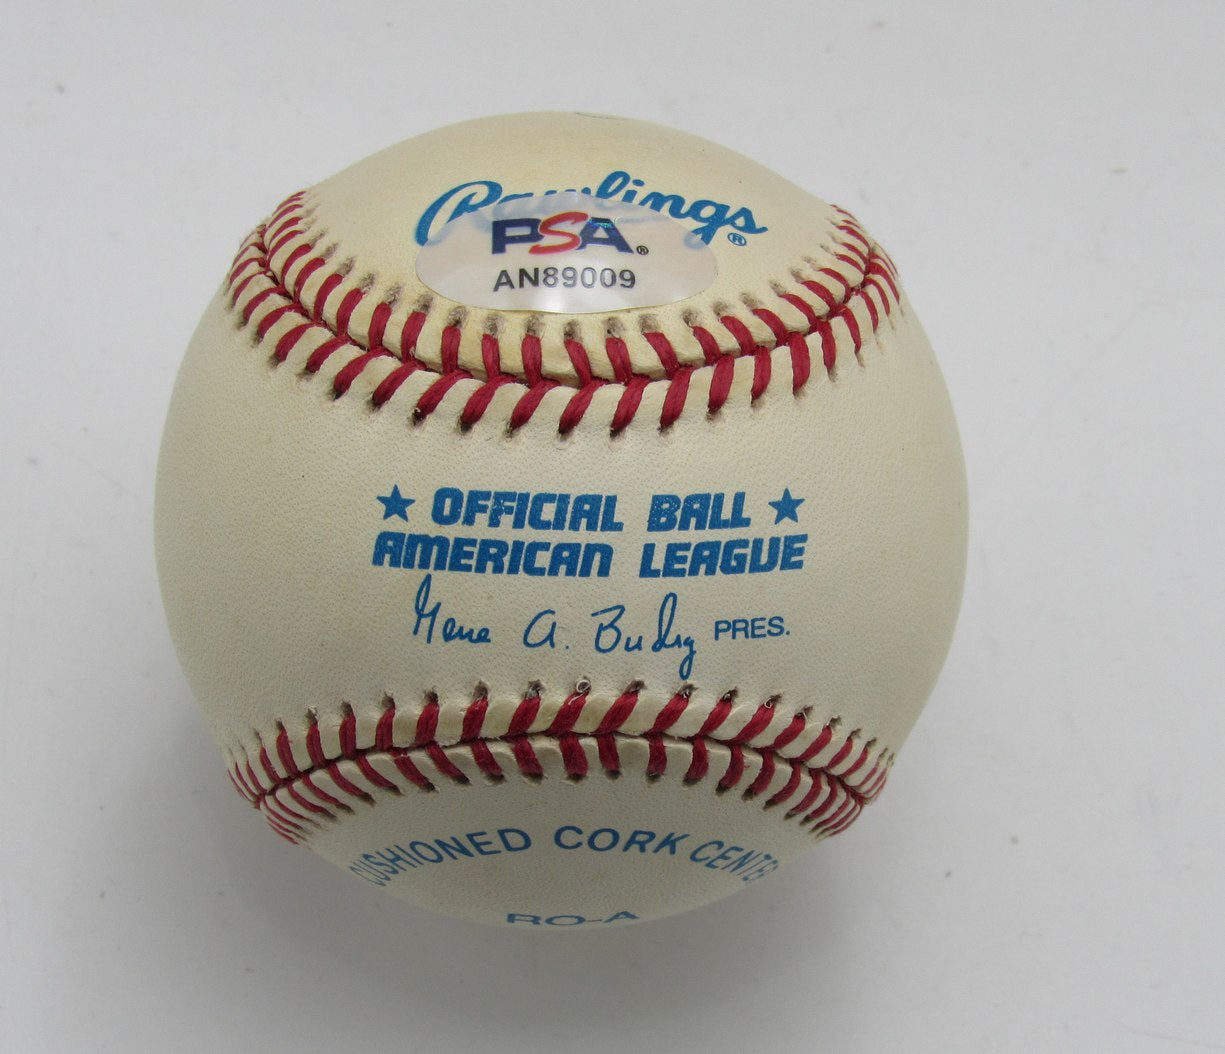 Rawlings®
PSA®
AN89009
★ OFFICIAL BALL ★
AMERICAN LEAGUE
Gene A. Budig PRES.
CUSHIONED CORK CENTER
RO-A